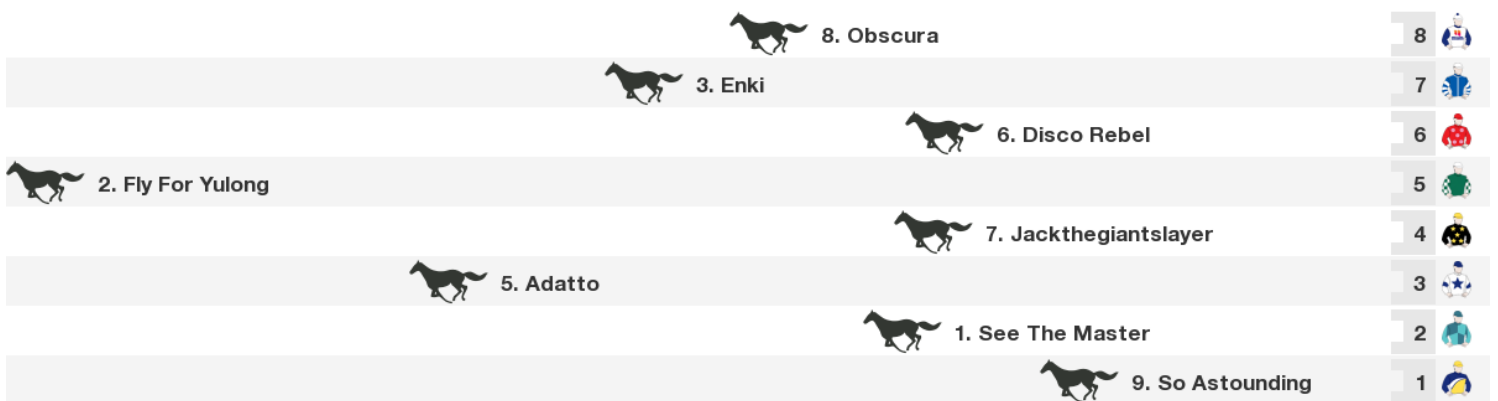 8. Obscura 8
3. Enki 7
6. Disco Rebel 6
2. Fly For Yulong 5
7. Jackthegiantslayer 4
5. Adatto 3
1. See The Master 2
9. So Astounding 1